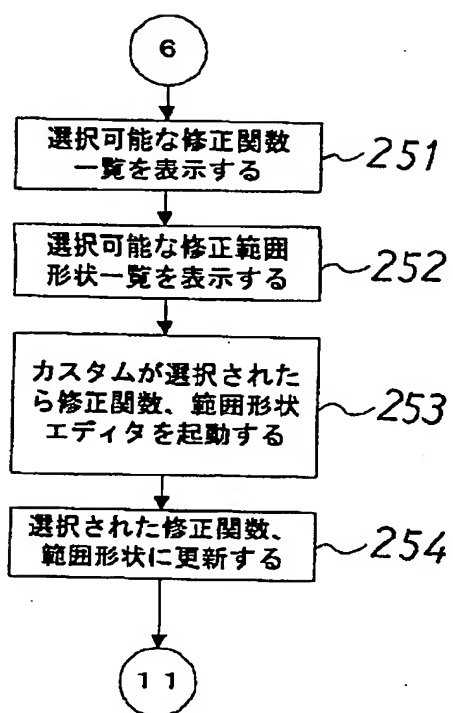 6
選択可能な修正関数
一覧を表示する
251
選択可能な修正範囲
形状一覧を表示する
252
カスタムが選択された
ら修正関数、範囲形状
エディタを起動する
253
選択された修正関数、
範囲形状に更新する
254
11